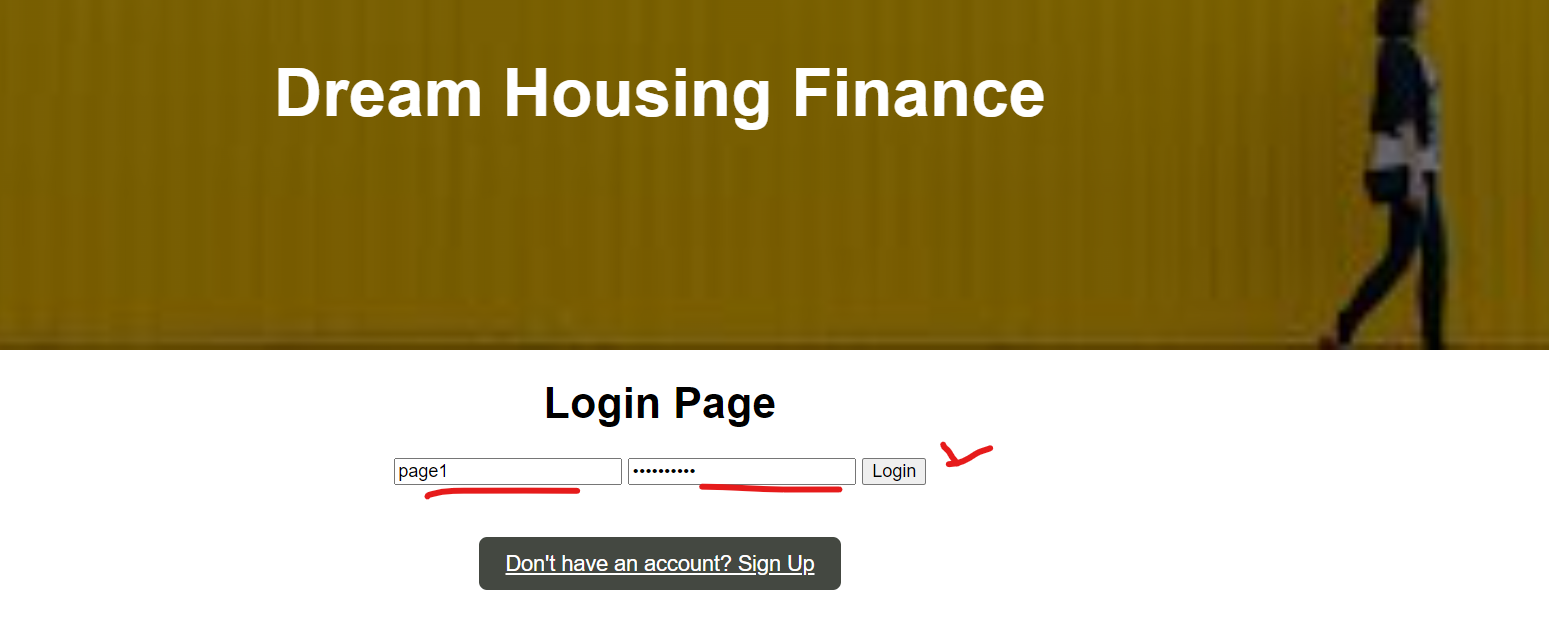 Dream Housing Finance
Login Page
page1 •••••••••• Login
Don't have an account? Sign Up